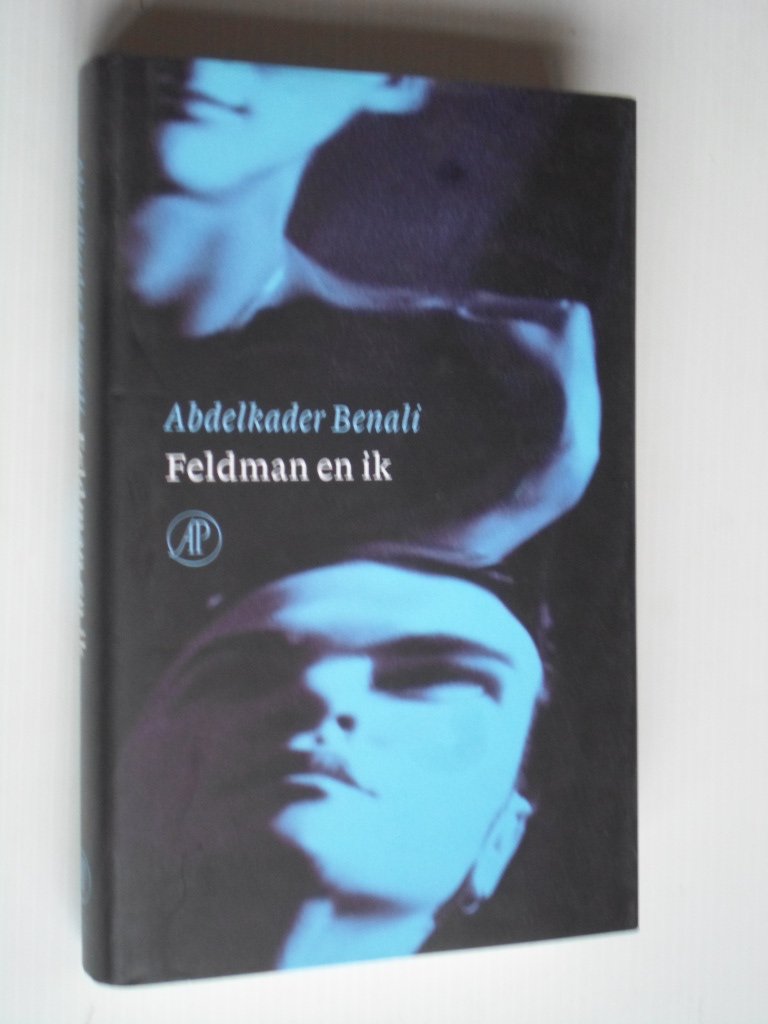 Abdelkader Benali
Feldman en ik
AP